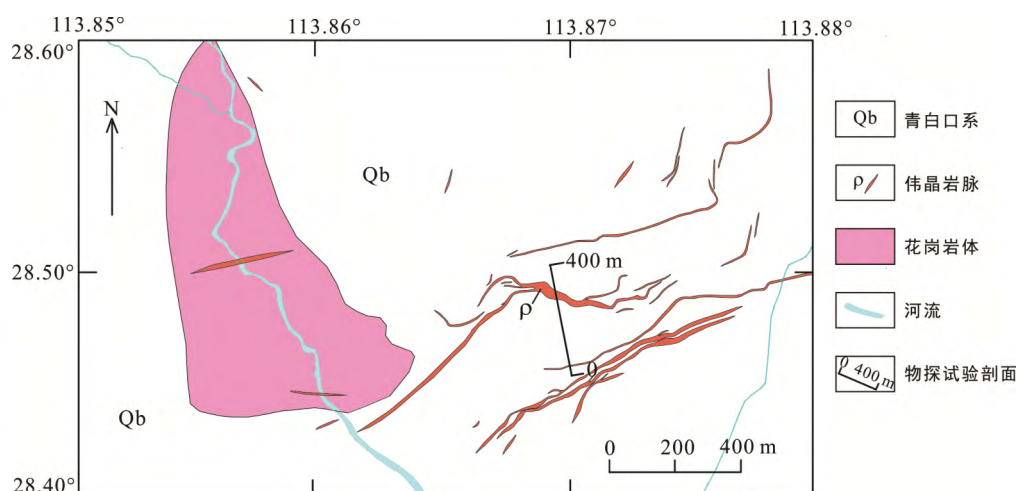 113.85° 113.86° 113.87° 113.88°
28.60°
N
Qb
Qb 青白口系
ρ 伟晶岩脉
花岗岩体
28.50°
400 m
ρ
河流
0
0 400 m 物探试验剖面
Qb
0 200 400 m
28.40°